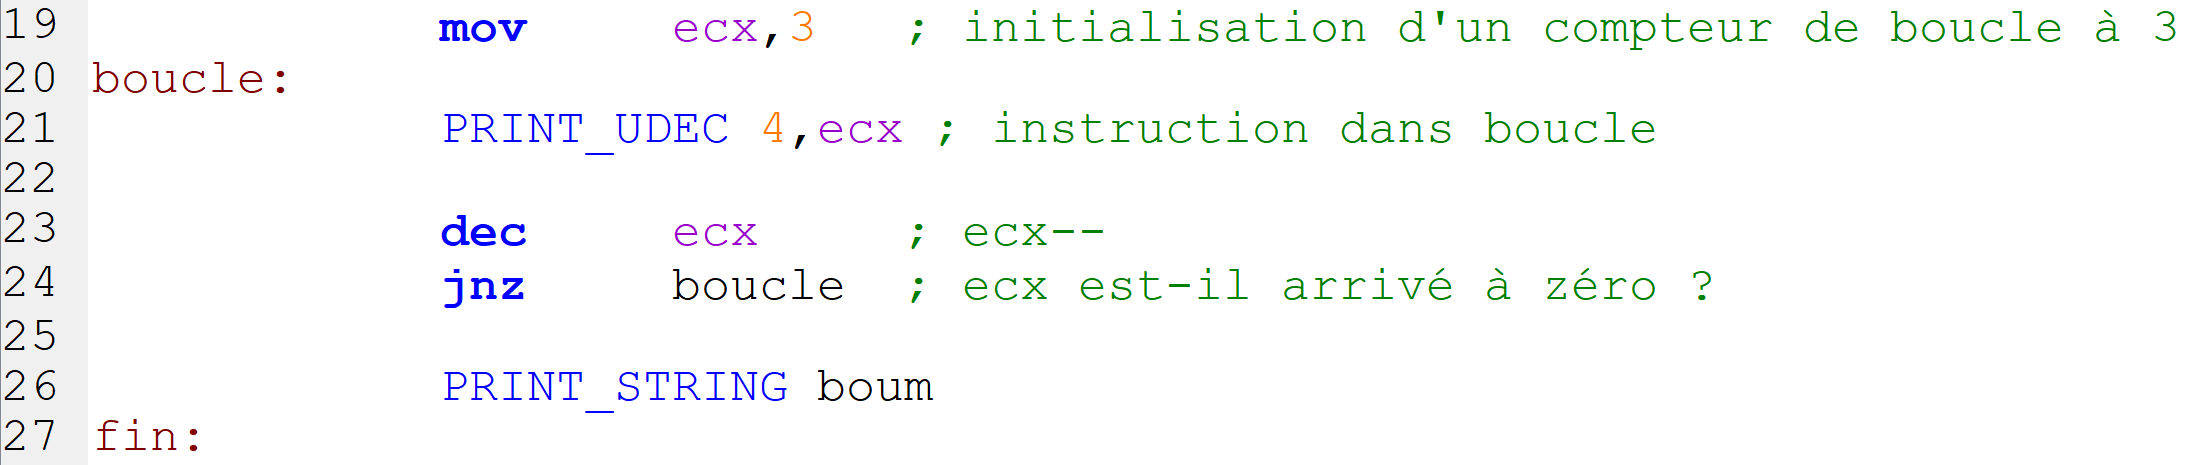 19 mov ecx,3 ; initialisation d'un compteur de boucle à 3
20 boucle:
21 PRINT_UDEC 4,ecx ; instruction dans boucle
22
23 dec ecx ; ecx--
24 jnz boucle ; ecx est-il arrivé à zéro ?
25
26 PRINT_STRING boum
27 fin: